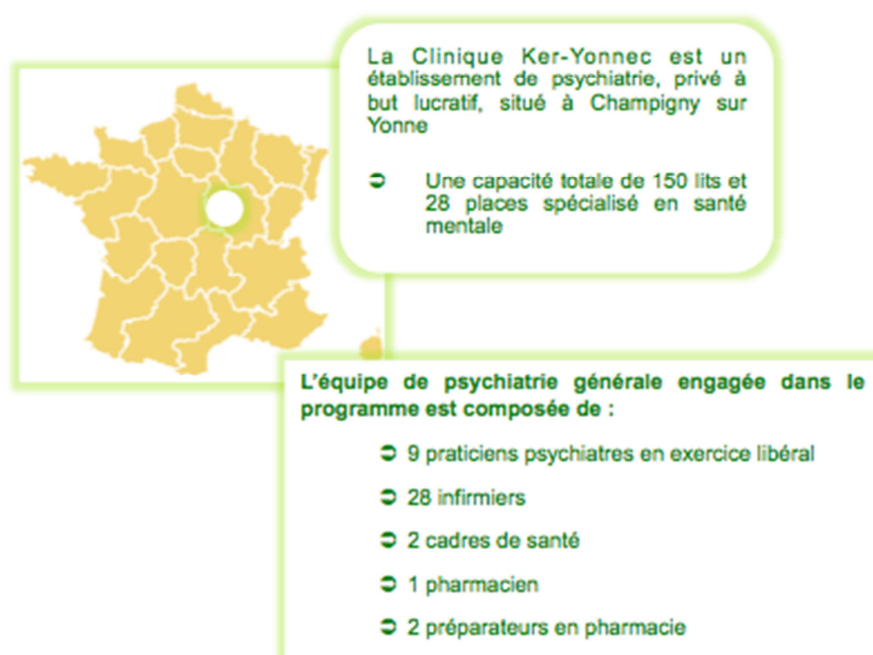 La Clinique Ker-Yonnec est un
établissement de psychiatrie, privé à
but lucratif, situé à Champigny sur
Yonne
➲ Une capacité totale de 150 lits et
28 places spécialisé en santé
mentale
L'équipe de psychiatrie générale engagée dans le
programme est composée de :
➲ 9 praticiens psychiatres en exercice libéral
➲ 28 infirmiers
➲ 2 cadres de santé
➲ 1 pharmacien
➲ 2 préparateurs en pharmacie